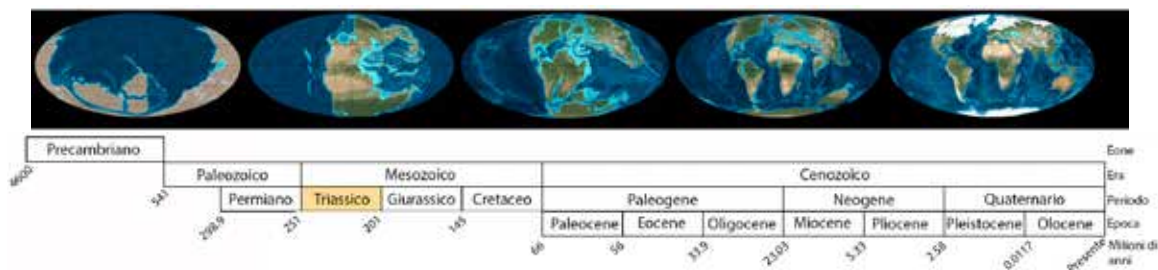 Precambriano Eone
Paleozoico Mesozoico Cenozoico Era
Permiano Triassico Giurassico Cretaceo Paleogene Neogene Quaternario Periodo
Paleocene Eocene Oligocene Miocene Pliocene Pleistocene Olocene Epoca
4600 541 298.9 251 201 145 66 56 33.9 23.03 5.33 2.58 0.0117 Presente Milioni di
anni